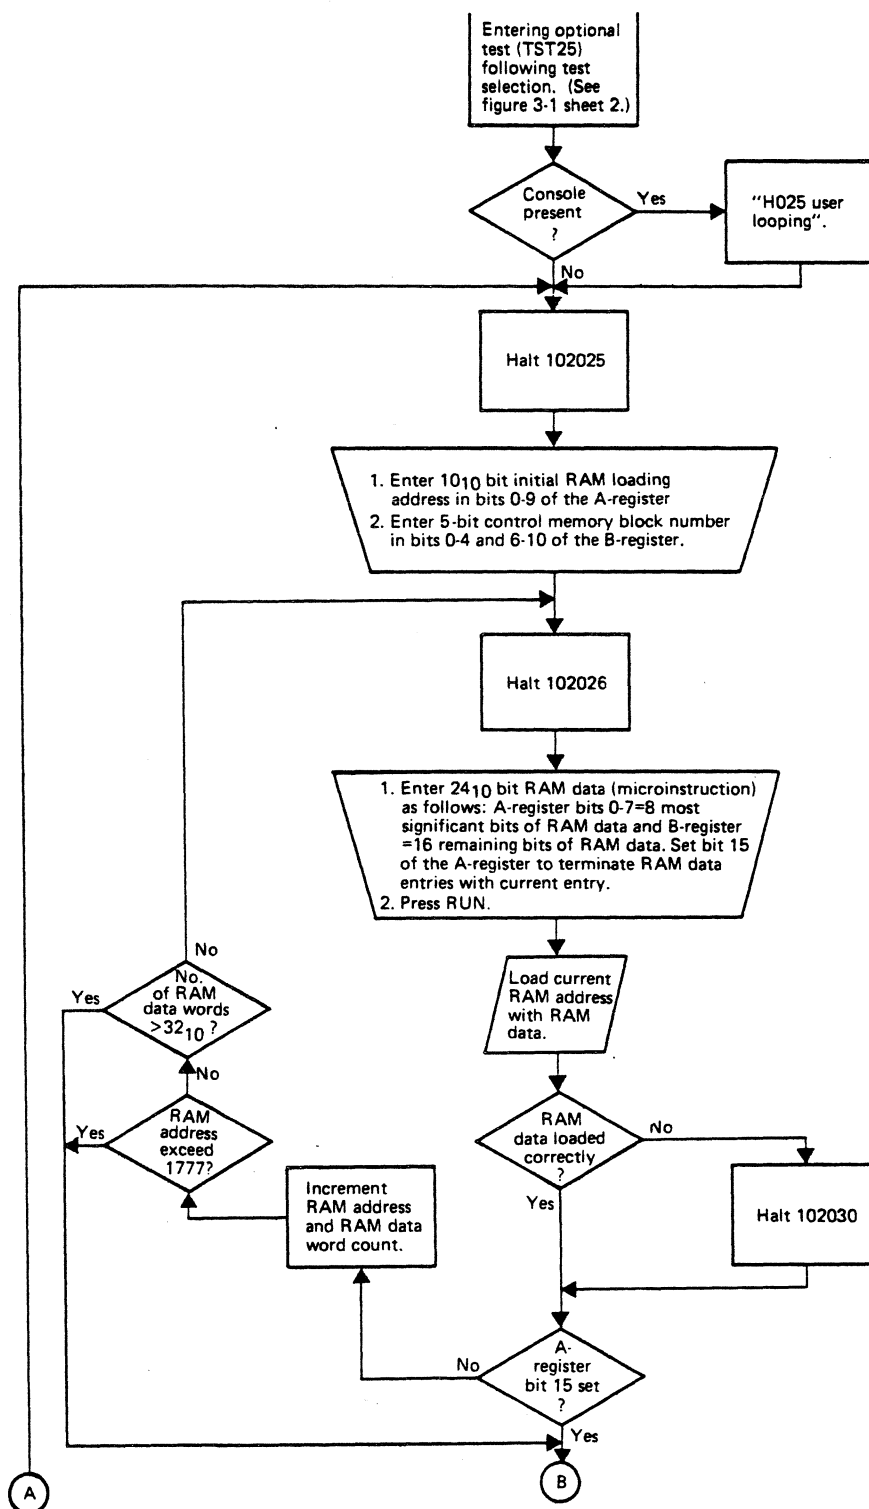 Entering optional
test (TST25)
following test
selection. (See
figure 3-1 sheet 2.)
Console
present
?
Yes
"H025 user
looping".
No
Halt 102025
1. Enter 10₁₀ bit initial RAM loading
address in bits 0-9 of the A-register
2. Enter 5-bit control memory block number
in bits 0-4 and 6-10 of the B-register.
Halt 102026
1. Enter 24₁₀ bit RAM data (microinstruction)
as follows: A-register bits 0-7=8 most
significant bits of RAM data and B-register
=16 remaining bits of RAM data. Set bit 15
of the A-register to terminate RAM data
entries with current entry.
2. Press RUN.
Load current
RAM address
with RAM
data.
No
No.
of RAM
data words
>32₁₀ ?
Yes
No
RAM
address
exceed
1777?
Yes
RAM
data loaded
correctly
?
No
Yes
Halt 102030
Increment
RAM address
and RAM data
word count.
A-
register
bit 15 set
?
No
Yes
A
B